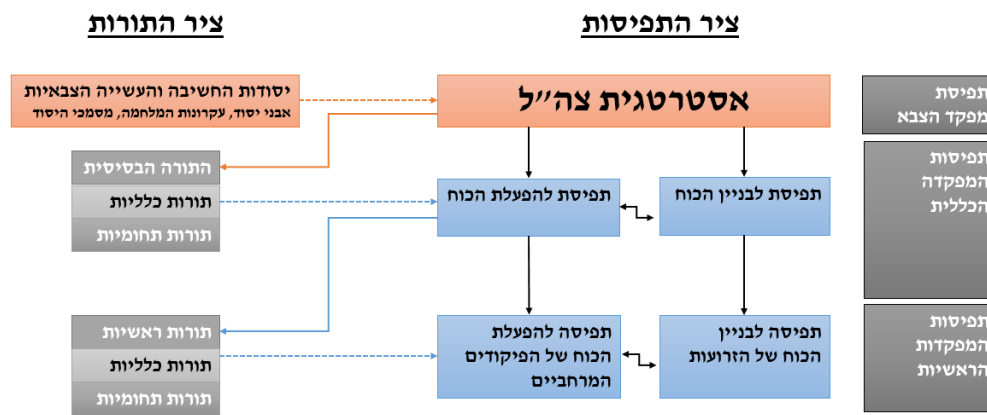 ציר התפיסות
ציר התורות
תפיסת
מפקד הצבא
אסטרטגית צה״ל
יסודות החשיבה והעשייה הצבאיות
אבני יסוד, עקרונות המלחמה, מסמכי היסוד
תפיסות
המפקדה
הכללית
תפיסת לבניין הכוח
תפיסת להפעלת הכוח
התורה הבסיסית
תורות כלליות
תורות תחומיות
תפיסות
המפקדות
הראשיות
תפיסה לבניין
הכוח של הזרועות
תפיסה להפעלת
הכוח של הפיקודים
המרחביים
תורות ראשיות
תורות כלליות
תורות תחומיות